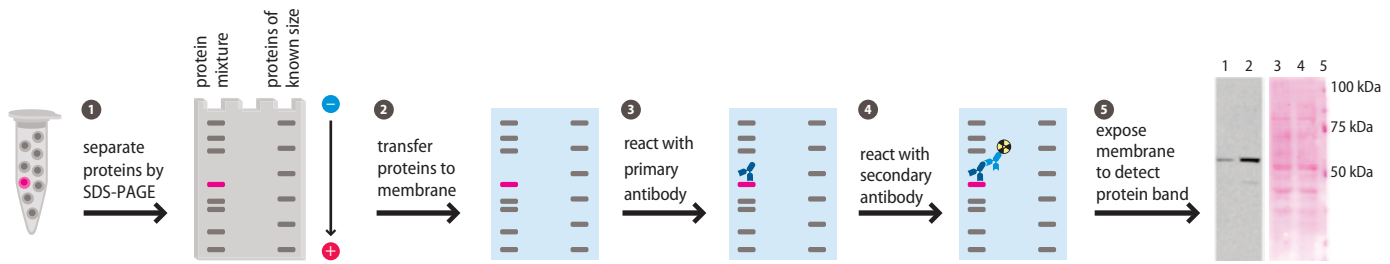 1
separate
proteins by
SDS-PAGE
protein
mixture
proteins of
known size
−
+
2
transfer
proteins to
membrane
3
react with
primary
antibody
4
react with
secondary
antibody
5
expose
membrane
to detect
protein band
1 2 3 4 5
100 kDa
75 kDa
50 kDa